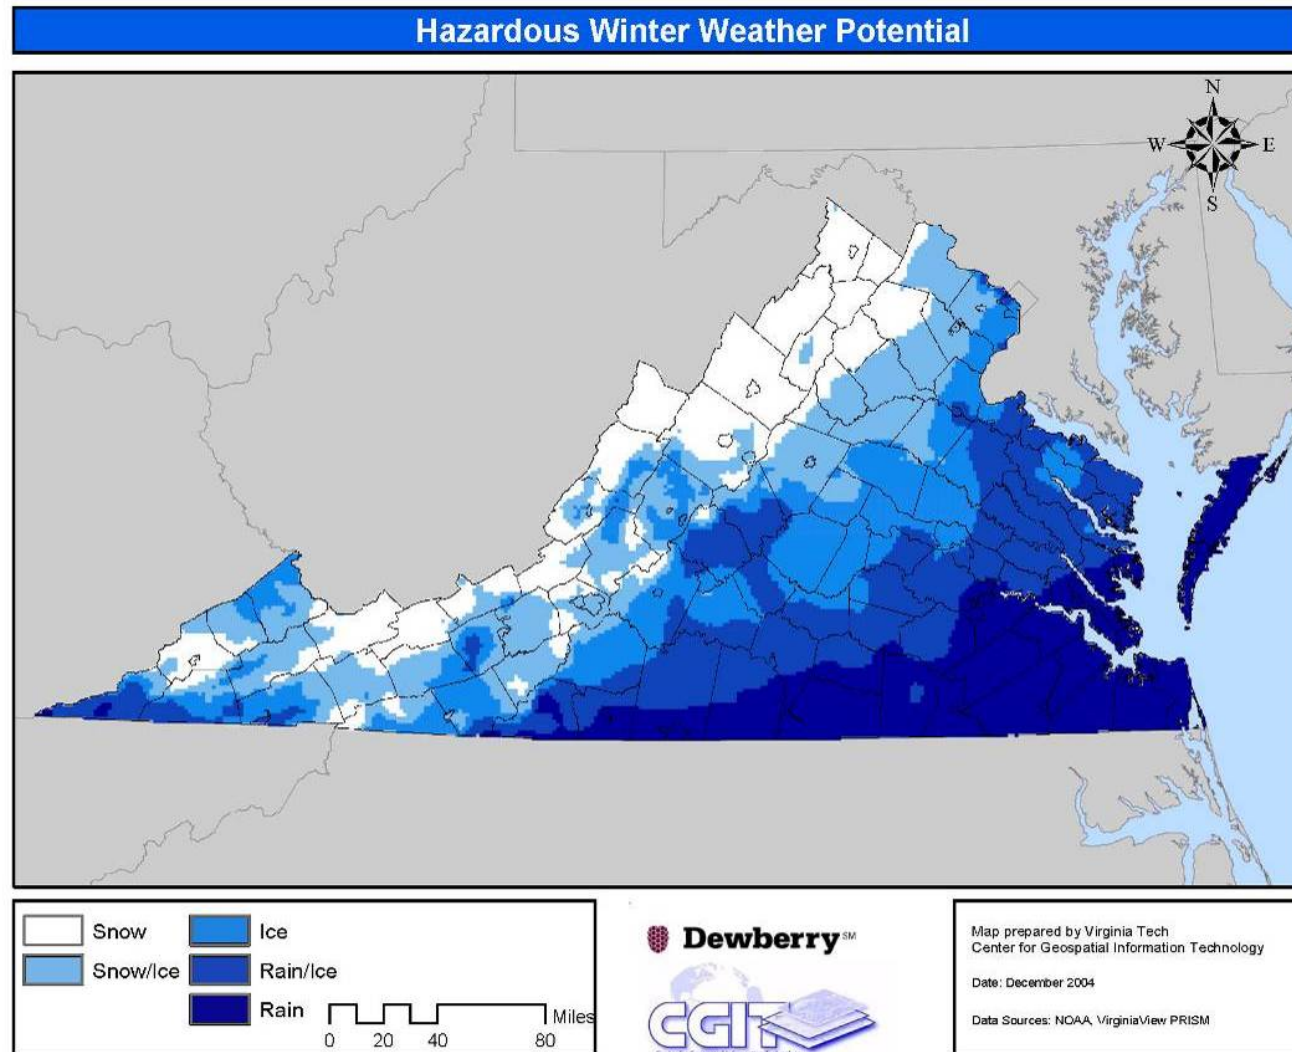 Hazardous Winter Weather Potential
N
W
E
S
Snow
Ice
Snow/Ice
Rain/Ice
Rain
Miles
0
20
40
80
Dewberry SM
CGIT
Map prepared by Virginia Tech
Center for Geospatial Information Technology
Date: December 2004
Data Sources: NOAA, VirginiaView PRISM